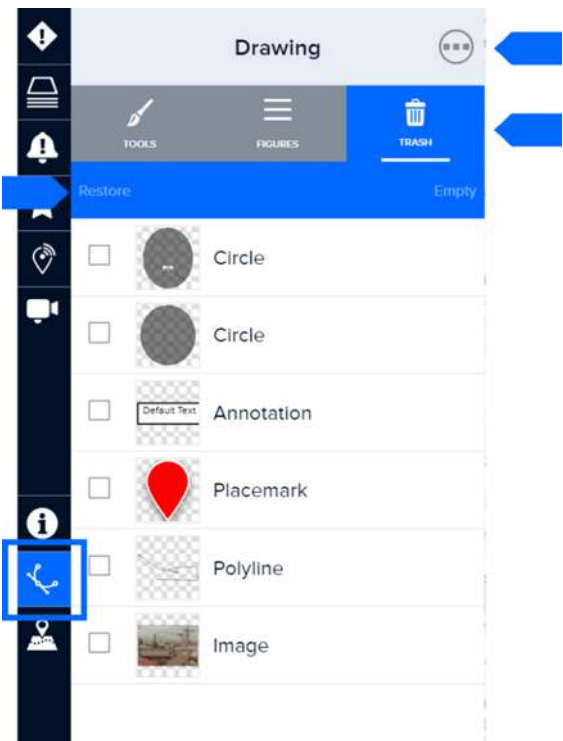 Drawing
TOOLS FIGURES TRASH
Restore Empty
Circle
Circle
Default Text Annotation
Placemark
Polyline
Image